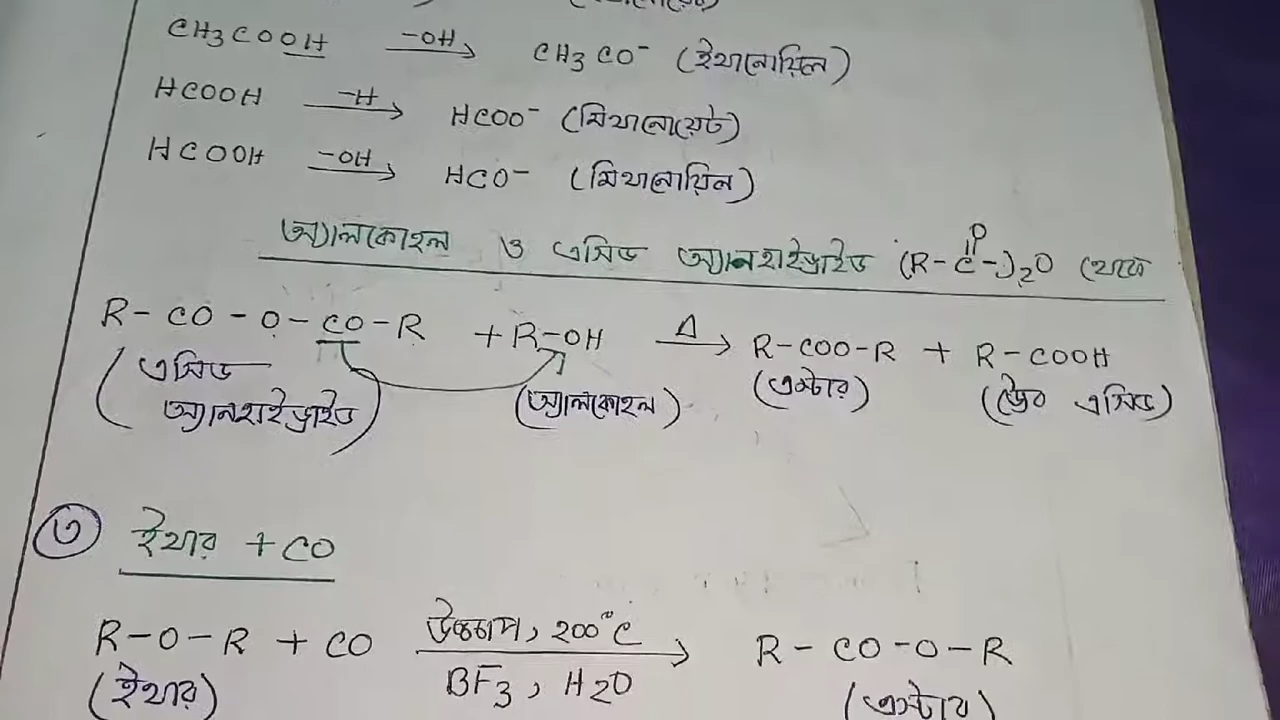 CH3COOH —OH→ CH3CO⁻ (ইথানোয়িল)
HCOOH —H→ HCOO⁻ (মিথানোয়েট)
HCOOH —OH→ HCO⁻ (মিথানোয়িল)
অ্যালকোহল ও এসিড অ্যানহাইড্রাইড (R-C(=O)-)₂O থেকে
R-CO-O-CO-R + R-OH —Δ→ R-COO-R + R-COOH
(এসিড অ্যানহাইড্রাইড) (অ্যালকোহল) (এস্টার) (জৈব এসিড)
৩ ইথার + CO
R-O-R + CO —উচ্চচাপ, 200°C / BF₃, H2O→ R-CO-O-R
(ইথার) (এস্টার)